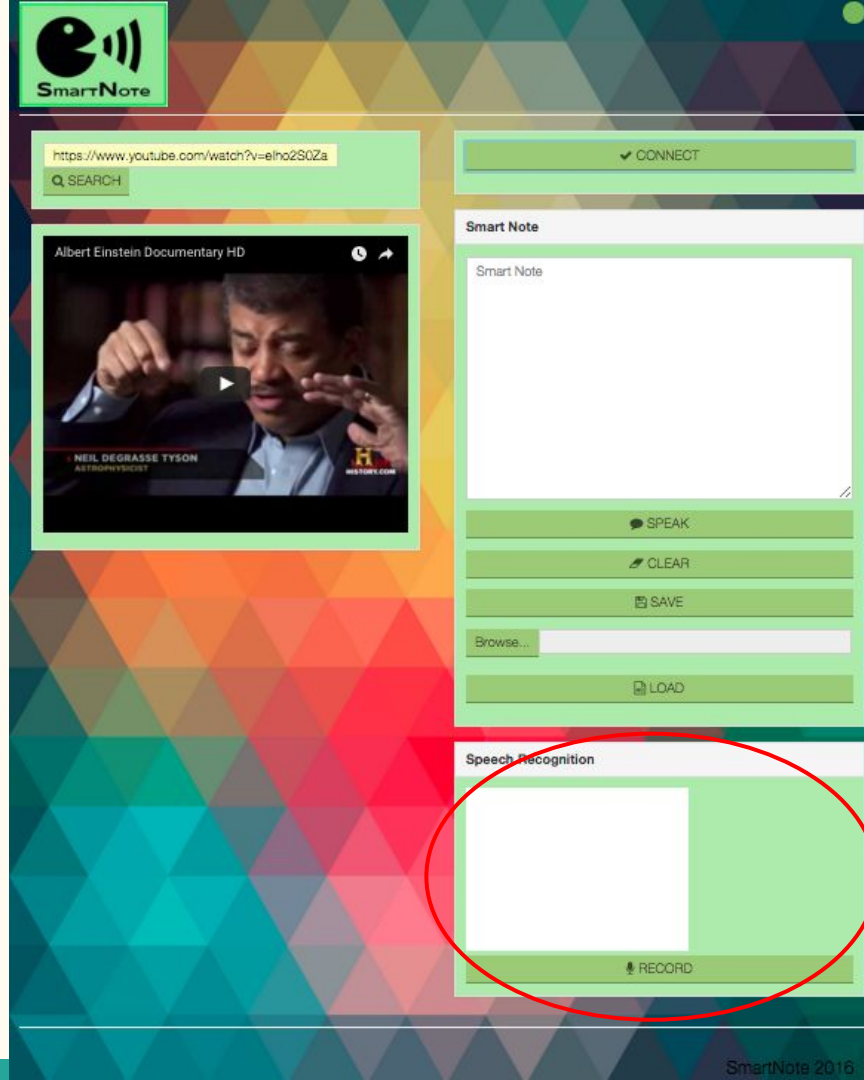 SMARTNOTE
https://www.youtube.com/watch?v=elho2S0Za
SEARCH
Albert Einstein Documentary HD
NEIL DEGRASSE TYSON
ASTROPHYSICIST
H
HISTORY.COM
CONNECT
Smart Note
Smart Note
SPEAK
CLEAR
SAVE
Browse...
LOAD
Speech Recognition
RECORD
SmartNote 2016